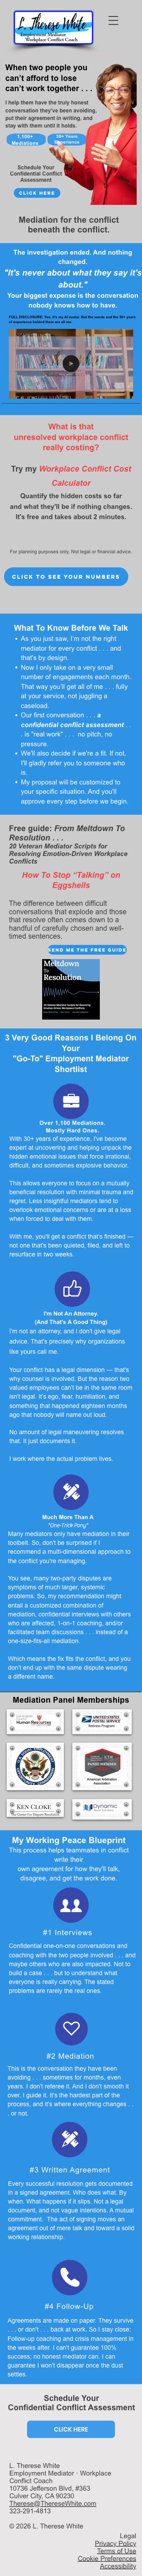 L. Therese White
Employment Mediator
Workplace Conflict Coach
When two people you
can't afford to lose
can't work together . . .
I help them have the truly honest
conversation they've been avoiding,
put their agreement in writing, and
stay with them until it holds.
1,100+
Mediations
30+ Years
Experience
Schedule Your
Confidential Conflict
Assessment
CLICK HERE
Mediation for the conflict
beneath the conflict.
The investigation ended. And nothing
changed.
"It's never about what they say it's
about."
Your biggest expense is the conversation
nobody knows how to have.
FULL DISCLOSURE: Yes, it's my AI avatar. But the words and the 30+ years
of experience behind them are all me.
What is that
unresolved workplace conflict
really costing?
Try my Workplace Conflict Cost
Calculator
Quantify the hidden costs so far
and what they'll be if nothing changes.
It's free and takes about 2 minutes.
For planning purposes only. Not legal or financial advice.
CLICK TO SEE YOUR NUMBERS
What To Know Before We Talk
• As you just saw, I'm not the right
mediator for every conflict . . . and
that's by design.
• Now I only take on a very small
number of engagements each month.
That way you'll get all of me . . . fully
at your service, not juggling a
caseload.
• Our first conversation . . . a
confidential conflict assessment . .
. is "real work" . . . no pitch, no
pressure.
• We'll also decide if we're a fit. If not,
I'll gladly refer you to someone who
is.
• My proposal will be customized to
your specific situation. And you'll
approve every step before we begin.
Free guide: From Meltdown To
Resolution . . .
20 Veteran Mediator Scripts for
Resolving Emotion-Driven Workplace
Conflicts
How To Stop “Talking” on
Eggshells
The difference between difficult
conversations that explode and those
that resolve often comes down to a
handful of carefully chosen and well-
timed sentences.
SEND ME THE FREE GUIDE
Meltdown
To
Resolution
3 Very Good Reasons I Belong On
Your
"Go-To" Employment Mediator
Shortlist
Over 1,100 Mediations.
Mostly Hard Ones.
With 30+ years of experience, I've become
expert at uncovering and helping unpack the
hidden unconscious issues that force irrational,
difficult, and sometimes explosive behavior.
This allows everyone to focus on a mutually
beneficial resolution with minimal trauma and
regret. Less insightful mediators tend to
overlook emotional concerns or are at a loss
when forced to deal with them.
With me, you'll get a conflict that's finished —
not one that's been quieted, filed, and left to
resurface in two weeks.
I'm Not An Attorney.
(And That's A Good Thing)
I'm not an attorney, and I don't give legal
advice. That's precisely why organizations
like yours call me.
Your conflict has a legal dimension — that's
why counsel is involved. But the reason two
valued employees can't be in the same room
isn't legal. It's ego, fear, humiliation, and
something that happened eighteen months
ago that nobody will name out loud.
No amount of legal maneuvering resolves
that. It just documents it.
I work where the actual problem lives.
Much More Than A
"One-Trick Pony"
Many mediators only have mediation in their
toolbelt. So, don't be surprised if I
recommend a multi-dimensional approach to
the conflict you're managing.
You see, many two-party disputes are
symptoms of much larger, systemic
problems. So, my recommendation might
entail a customized combination of
mediation, confidential interviews with others
who are affected, 1-on-1 coaching, and/or
facilitated team discussions . . . instead of a
one-size-fits-all mediation.
Which means the fix fits the conflict, and you
don't end up with the same dispute wearing
a different name.
Mediation Panel Memberships
Human Resources
UNITED STATES
POSTAL SERVICE
Redress Program
American Arbitration
Association
KEN CLOKE
Dynamic
My Working Peace Blueprint
This process helps teammates in conflict
write their
own agreement for how they'll talk,
disagree, and get the work done.
#1 Interviews
Confidential one-on-one conversations and
coaching with the two people involved . . . and
maybe others who are also impacted. Not to
build a case . . . but to understand what
everyone is really carrying. The stated
problems are rarely the real ones.
#2 Mediation
This is the conversation they have been
avoiding . . . sometimes for months, even
years. I don't referee it. And I don't smooth it
over. I guide it. It's the hardest part of the
process, and it's where everything changes . .
. or not.
#3 Written Agreement
Every successful resolution gets documented
in a signed agreement. Who does what. By
when. What happens if it slips. Not a legal
document, and not vague intentions. A mutual
commitment. The act of signing moves an
agreement out of mere talk and toward a solid
working relationship.
#4 Follow-Up
Agreements are made on paper. They survive
. . . or don't . . . back at work. So I stay close:
Follow-up coaching and crisis management in
the weeks after. I can't guarantee 100%
success; no honest mediator can. I can
guarantee I won't disappear once the dust
settles.
Schedule Your
Confidential Conflict Assessment
CLICK HERE
L. Therese White
Employment Mediator · Workplace
Conflict Coach
10736 Jefferson Blvd, #363
Culver City, CA 90230
Therese@ThereseWhite.com
323-291-4813
© 2026 L. Therese White
Legal
Privacy Policy
Terms of Use
Cookie Preferences
Accessibility